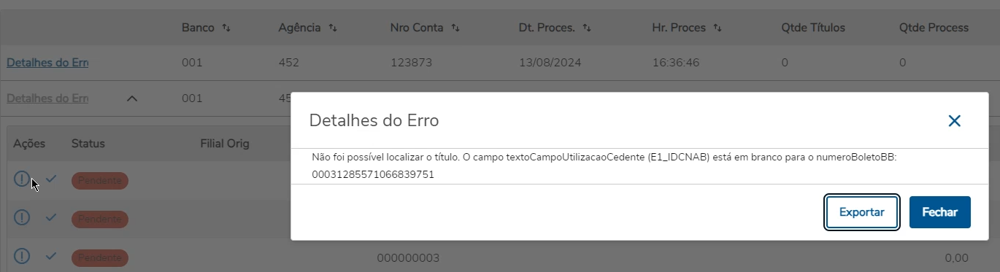 Banco Agência Nro Conta Dt. Proces. Hr. Proces Qtde Títulos Qtde Process
Detalhes do Erro 001 452 123873 13/08/2024 16:36:46 0 0
Detalhes do Erro 001 45
Detalhes do Erro
Não foi possível localizar o título. O campo textoCampoUtilizacaoCedente (E1_IDCNAB) está em branco para o numeroBoletoBB:
00031285571066839751
Exportar Fechar
Ações Status Filial Orig
Pendente
Pendente
Pendente 000000003 0,00